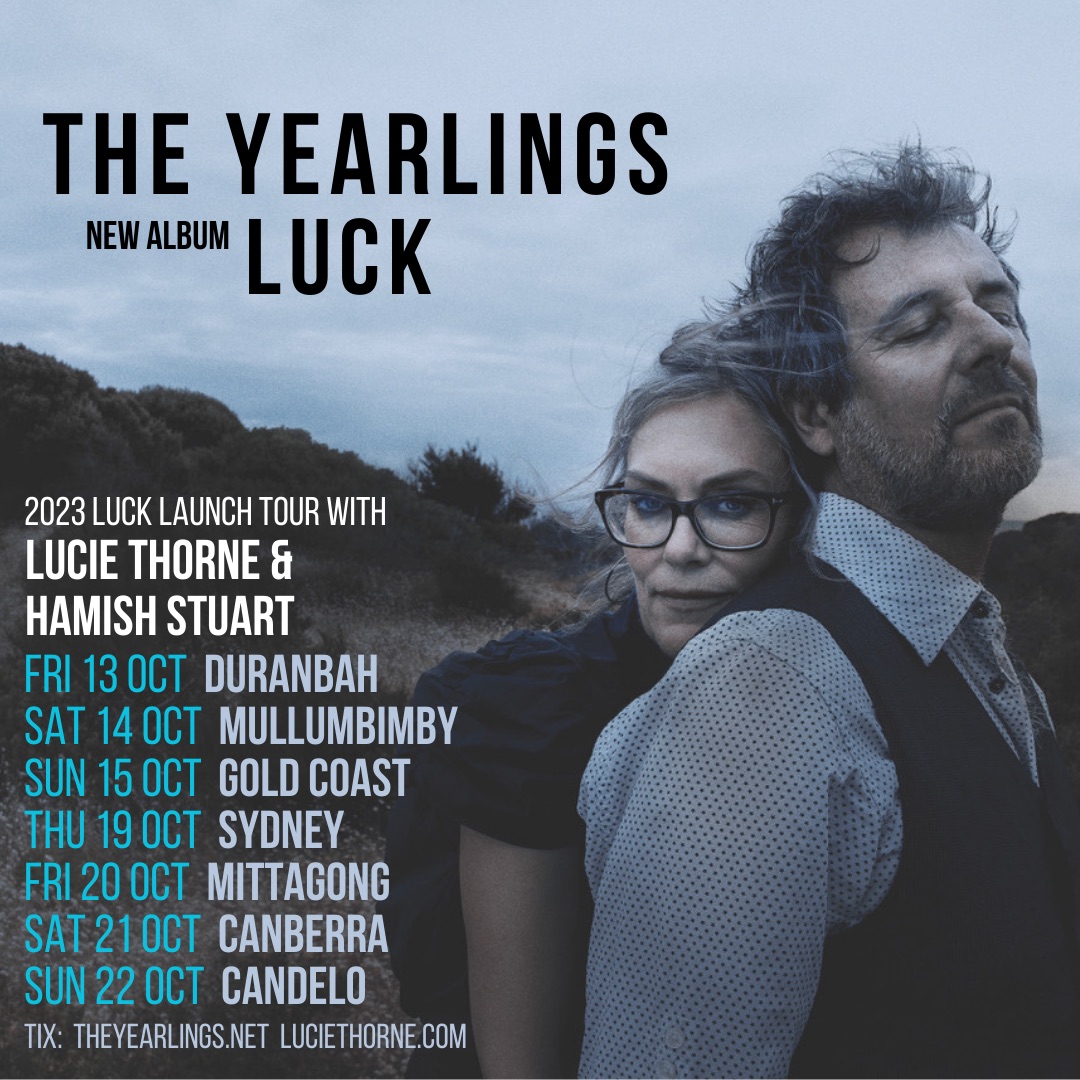 THE YEARLINGS
NEW ALBUM LUCK
2023 LUCK LAUNCH TOUR WITH
LUCIE THORNE &
HAMISH STUART
FRI 13 OCT DURANBAH
SAT 14 OCT MULLUMBIMBY
SUN 15 OCT GOLD COAST
THU 19 OCT SYDNEY
FRI 20 OCT MITTAGONG
SAT 21 OCT CANBERRA
SUN 22 OCT CANDELO
TIX: THEYEARLINGS.NET LUCIETHORNE.COM